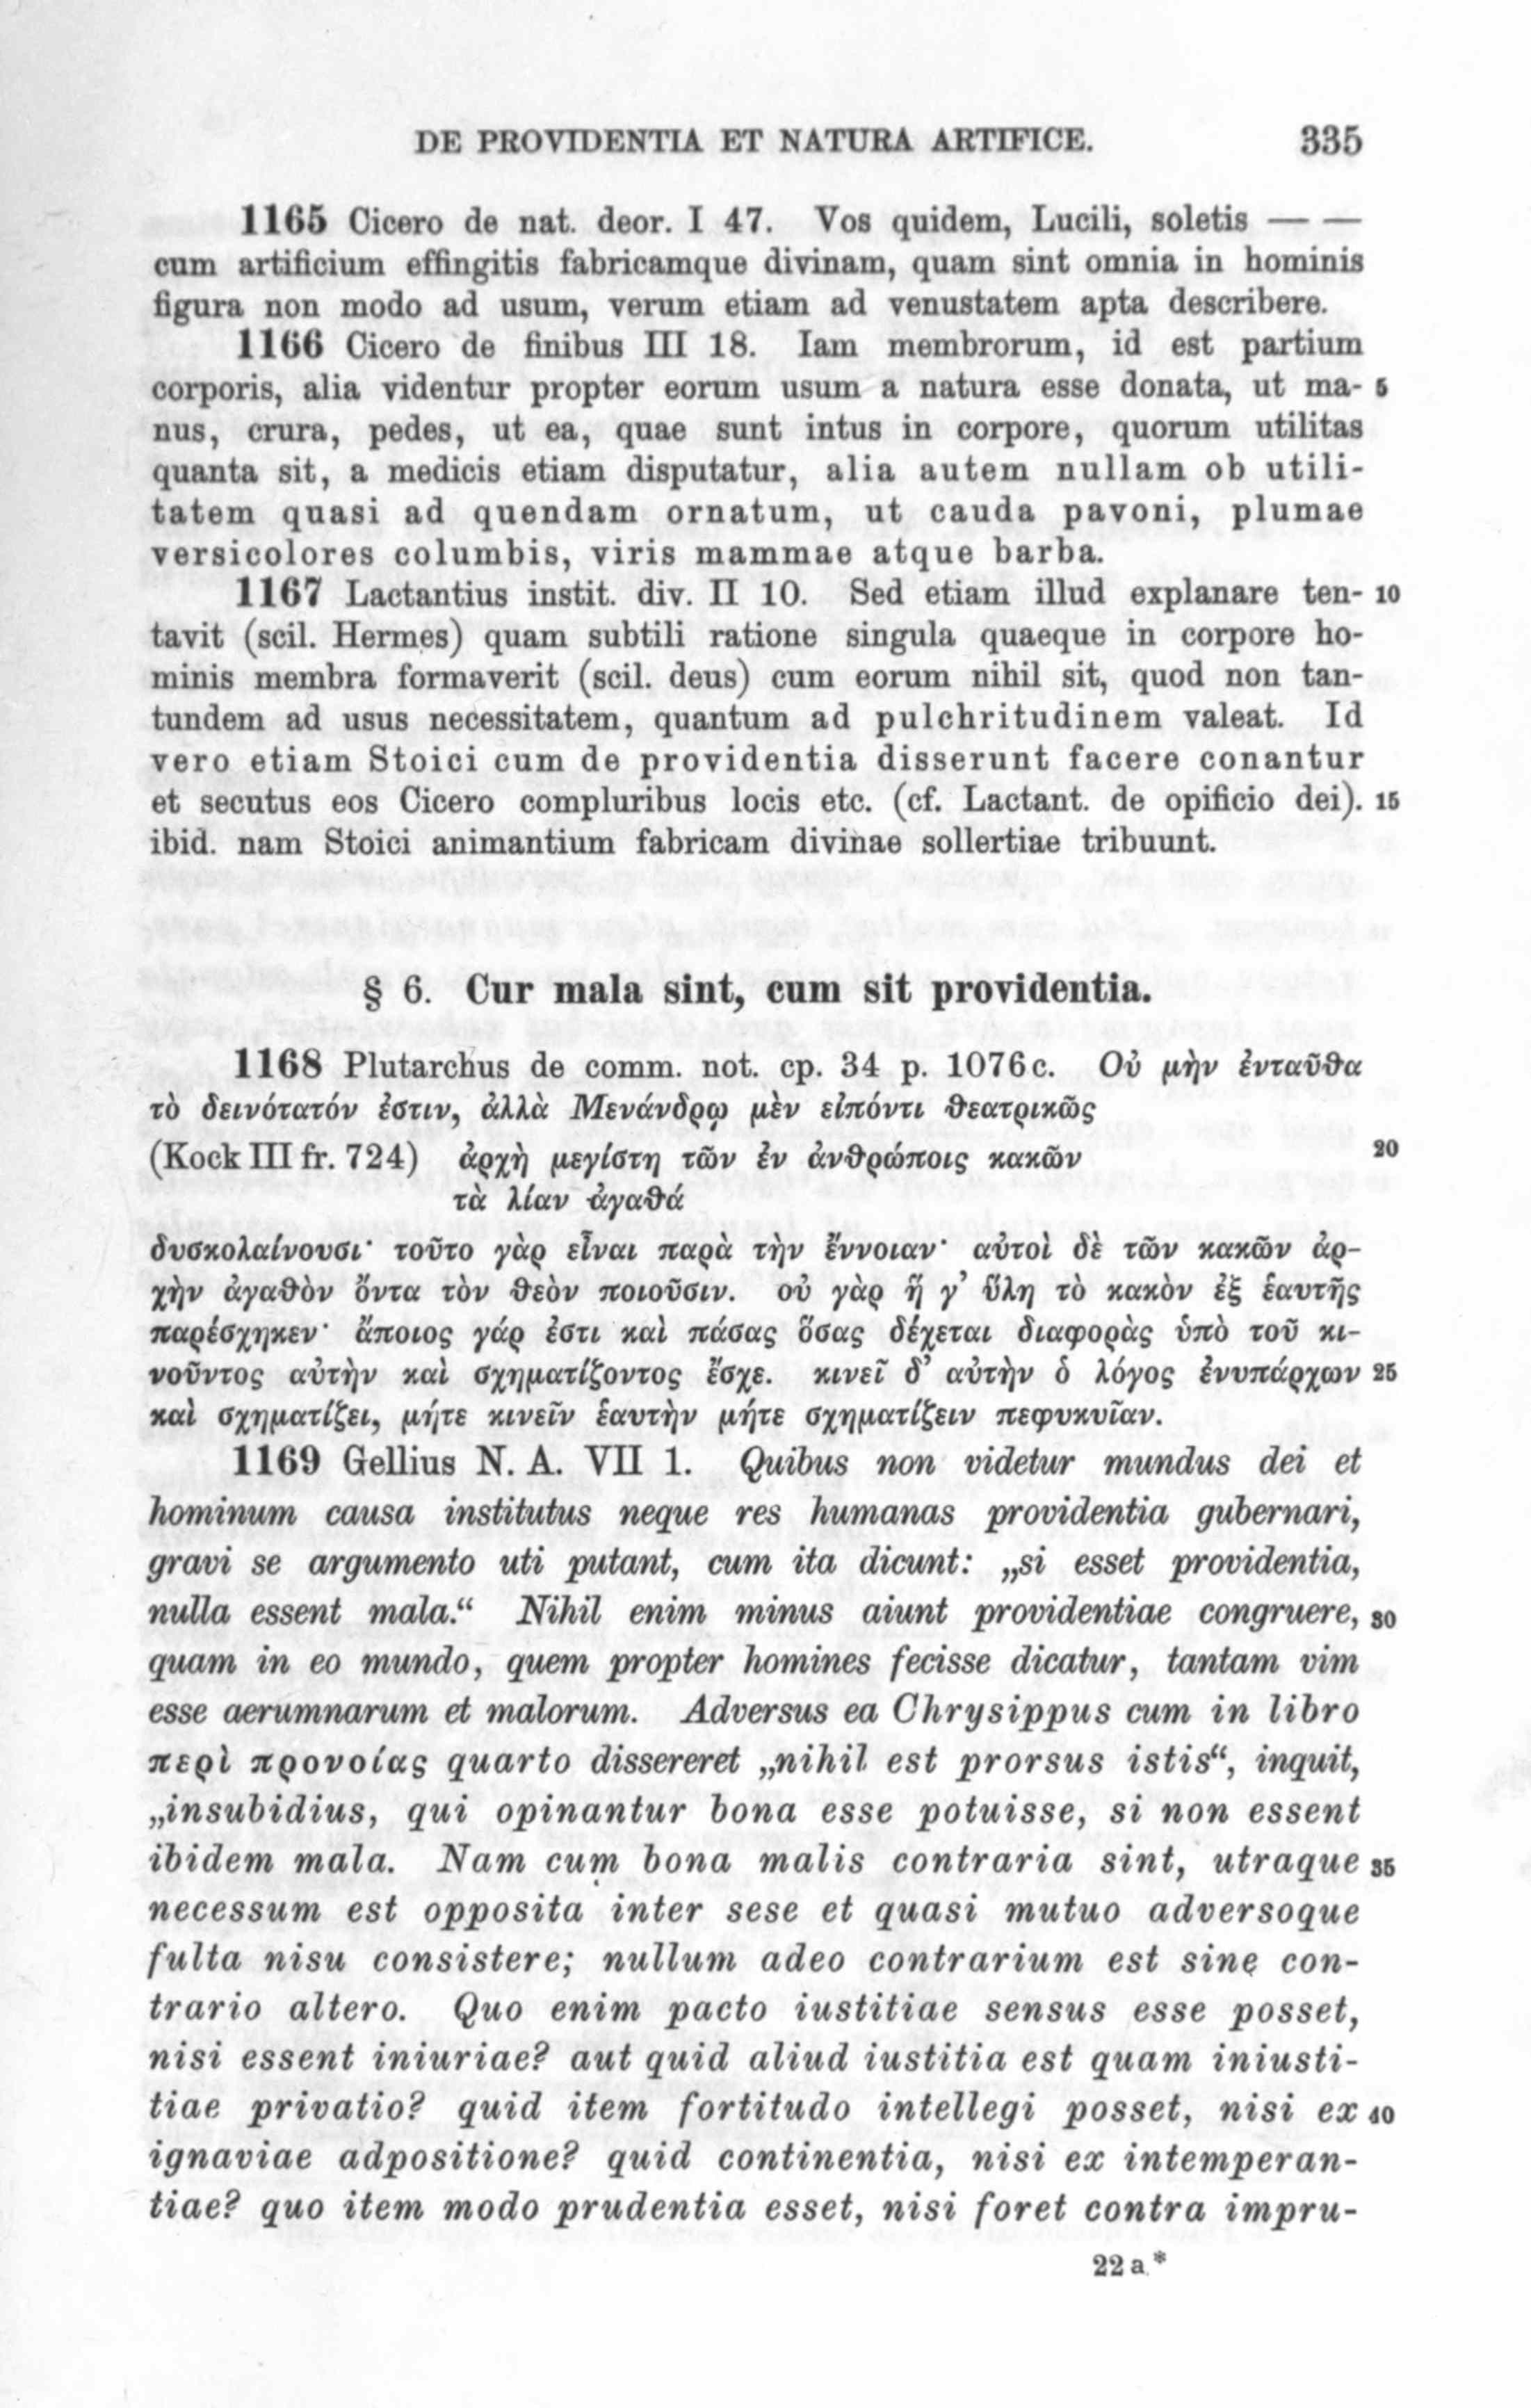 DE PROVIDENTIA ET NATURA ARTIFICE. 335
1165 Cicero de nat. deor. I 47. Vos quidem, Lucili, soletis — —
cum artificium effingitis fabricamque divinam, quam sint omnia in hominis
figura non modo ad usum, verum etiam ad venustatem apta describere.
1166 Cicero de finibus III 18. Iam membrorum, id est partium
corporis, alia videntur propter eorum usum a natura esse donata, ut ma- 5
nus, crura, pedes, ut ea, quae sunt intus in corpore, quorum utilitas
quanta sit, a medicis etiam disputatur, alia autem nullam ob utili-
tatem quasi ad quendam ornatum, ut cauda pavoni, plumae
versicolores columbis, viris mammae atque barba.
1167 Lactantius instit. div. II 10. Sed etiam illud explanare ten- 10
tavit (scil. Hermes) quam subtili ratione singula quaeque in corpore ho-
minis membra formaverit (scil. deus) cum eorum nihil sit, quod non tan-
tundem ad usus necessitatem, quantum ad pulchritudinem valeat. Id
vero etiam Stoici cum de providentia disserunt facere conantur
et secutus eos Cicero compluribus locis etc. (cf. Lactant. de opificio dei). 15
ibid. nam Stoici animantium fabricam divinae sollertiae tribuunt.
§ 6. Cur mala sint, cum sit providentia.
1168 Plutarchus de comm. not. cp. 34 p. 1076c. Οὐ μὴν ἐνταῦθα
τὸ δεινότατόν ἐστιν, ἀλλὰ Μενάνδρῳ μὲν εἰπόντι θεατρικῶς
(Kock III fr. 724) ἀρχὴ μεγίστη τῶν ἐν ἀνθρώποις κακῶν 20
τὰ λίαν ἀγαθά
δυσκολαίνουσι· τοῦτο γὰρ εἶναι παρὰ τὴν ἔννοιαν· αὐτοὶ δὲ τῶν κακῶν ἀρ-
χὴν ἀγαθὸν ὄντα τὸν θεὸν ποιοῦσιν. οὐ γὰρ ἥ γ’ ὕλη τὸ κακὸν ἐξ ἑαυτῆς
παρέσχηκεν· ἄποιος γάρ ἐστι καὶ πάσας ὅσας δέχεται διαφορὰς ὑπὸ τοῦ κι-
νοῦντος αὐτὴν καὶ σχηματίζοντος ἔσχε. κινεῖ δ’ αὐτὴν ὁ λόγος ἐνυπάρχων 25
καὶ σχηματίζει, μήτε κινεῖν ἑαυτὴν μήτε σχηματίζειν πεφυκυῖαν.
1169 Gellius N. A. VII 1. Quibus non videtur mundus dei et
hominum causa institutus neque res humanas providentia gubernari,
gravi se argumento uti putant, cum ita dicunt: „si esset providentia,
nulla essent mala.“ Nihil enim minus aiunt providentiae congruere, 30
quam in eo mundo, quem propter homines fecisse dicatur, tantam vim
esse aerumnarum et malorum. Adversus ea Chrysippus cum in libro
περὶ προνοίας quarto dissereret „nihil est prorsus istis“, inquit,
„insubidius, qui opinantur bona esse potuisse, si non essent
ibidem mala. Nam cum bona malis contraria sint, utraque 35
necessum est opposita inter sese et quasi mutuo adversoque
fulta nisu consistere; nullum adeo contrarium est sine con-
trario altero. Quo enim pacto iustitiae sensus esse posset,
nisi essent iniuriae? aut quid aliud iustitia est quam iniusti-
tiae privatio? quid item fortitudo intellegi posset, nisi ex 40
ignaviae adpositione? quid continentia, nisi ex intemperan-
tiae? quo item modo prudentia esset, nisi foret contra impru-
22 a*